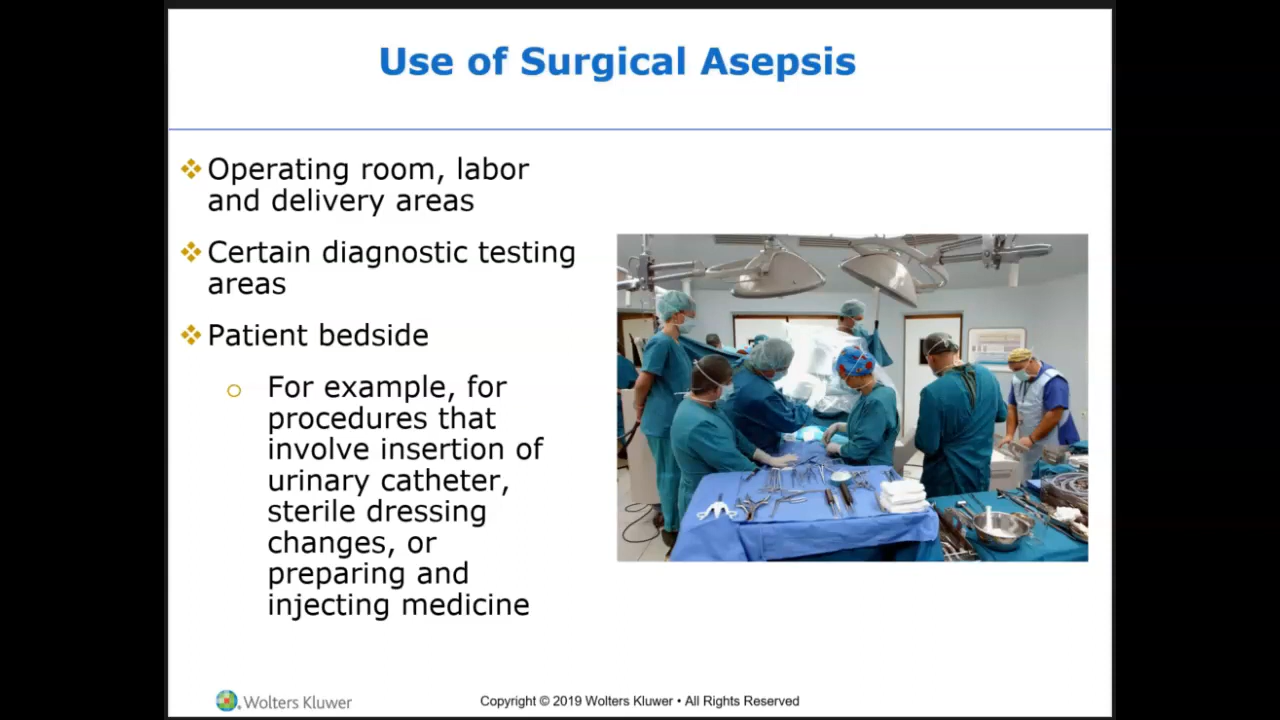 Use of Surgical Asepsis
Operating room, labor
and delivery areas
Certain diagnostic testing
areas
Patient bedside
For example, for
procedures that
involve insertion of
urinary catheter,
sterile dressing
changes, or
preparing and
injecting medicine
Wolters Kluwer
Copyright © 2019 Wolters Kluwer • All Rights Reserved